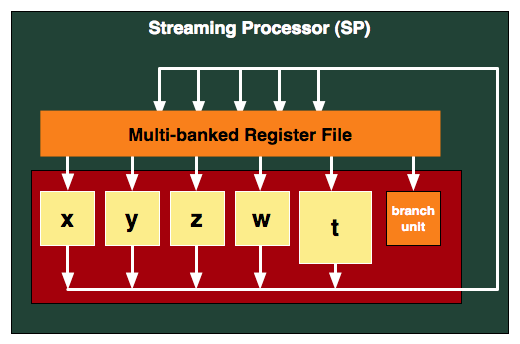 Streaming Processor (SP)
Multi-banked Register File
x y z w t
branch
unit